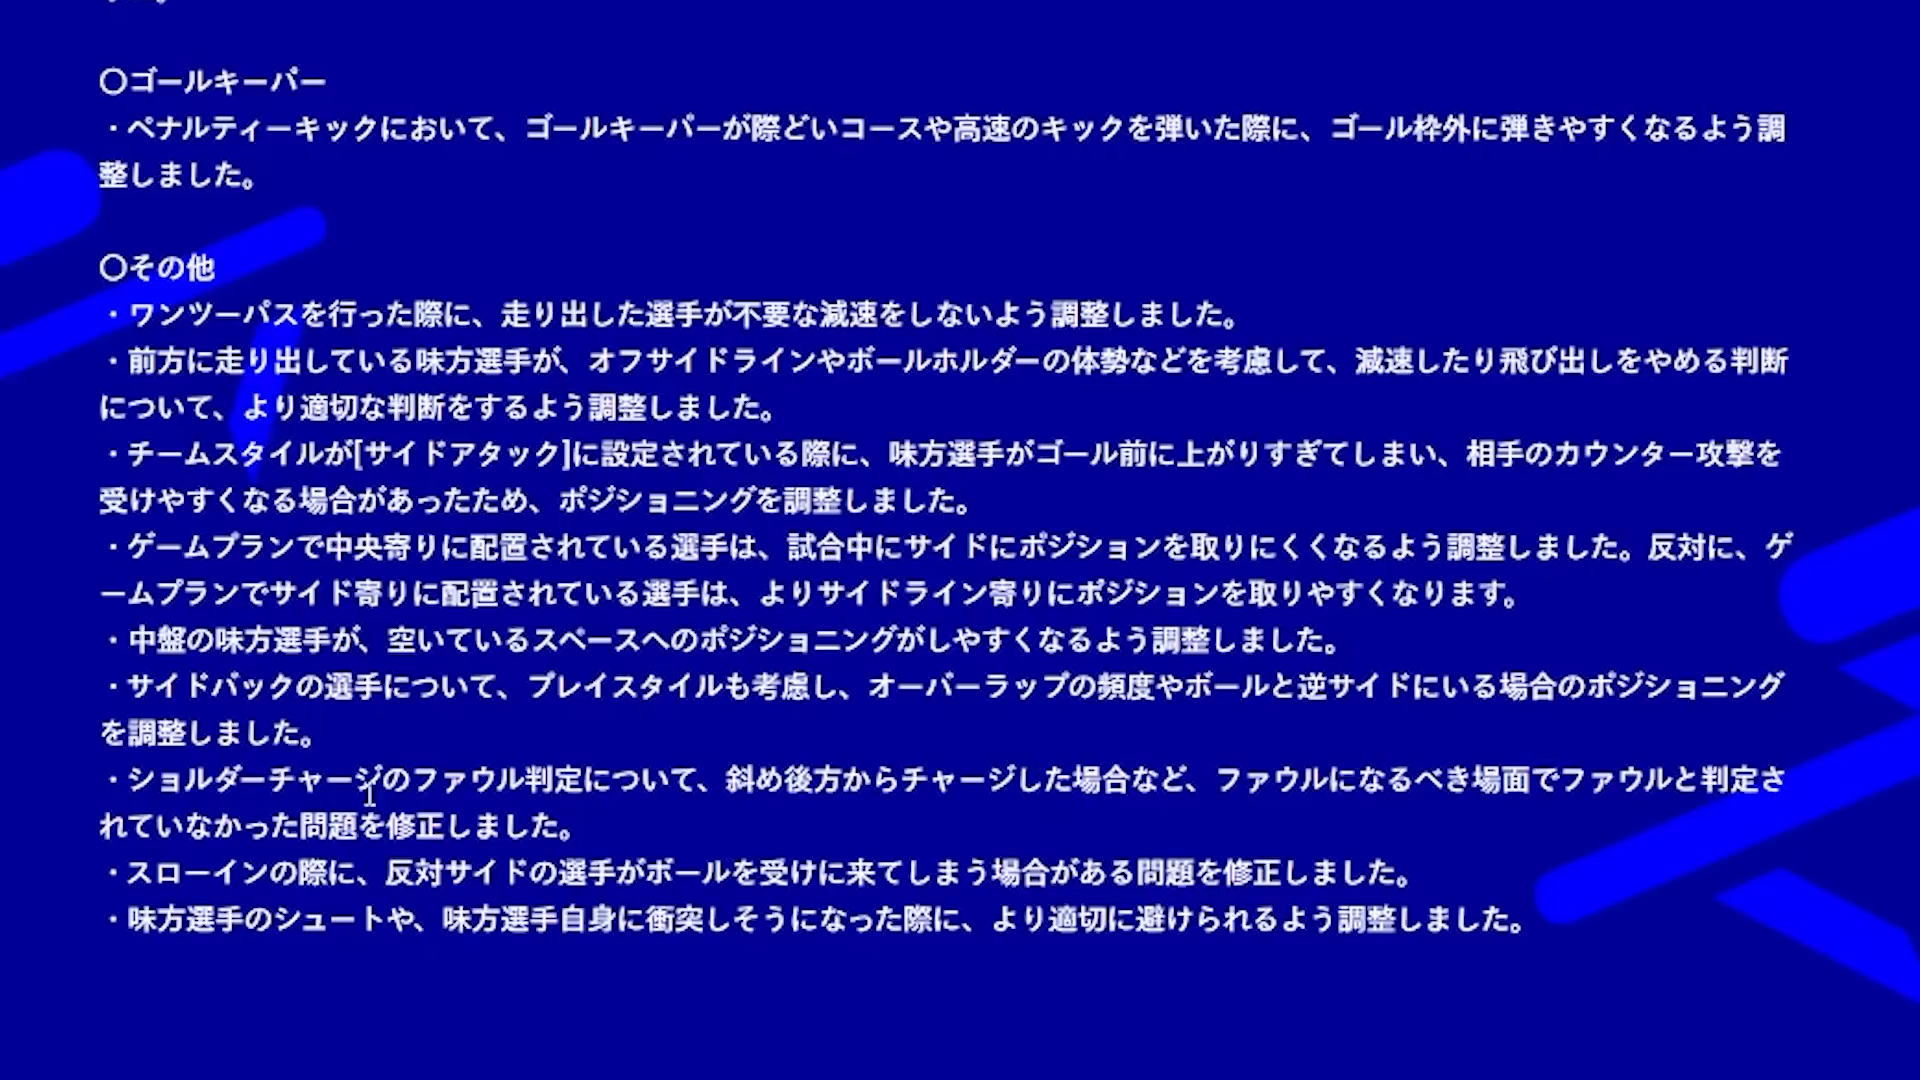 〇ゴールキーパー
・ペナルティーキックにおいて、ゴールキーパーが際どいコースや高速のキックを弾いた際に、ゴール枠外に弾きやすくなるよう調
整しました。
〇その他
・ワンツーパスを行った際に、走り出した選手が不要な減速をしないよう調整しました。
・前方に走り出している味方選手が、オフサイドラインやボールホルダーの体勢などを考慮して、減速したり飛び出しをやめる判断
について、より適切な判断をするよう調整しました。
・チームスタイルが[サイドアタック]に設定されている際に、味方選手がゴール前に上がりすぎてしまい、相手のカウンター攻撃を
受けやすくなる場合があったため、ポジショニングを調整しました。
・ゲームプランで中央寄りに配置されている選手は、試合中にサイドにポジションを取りにくくなるよう調整しました。反対に、ゲ
ームプランでサイド寄りに配置されている選手は、よりサイドライン寄りにポジションを取りやすくなります。
・中盤の味方選手が、空いているスペースへのポジショニングがしやすくなるよう調整しました。
・サイドバックの選手について、プレイスタイルも考慮し、オーバーラップの頻度やボールと逆サイドにいる場合のポジショニング
を調整しました。
・ショルダーチャージのファウル判定について、斜め後方からチャージした場合など、ファウルになるべき場面でファウルと判定さ
れていなかった問題を修正しました。
・スローインの際に、反対サイドの選手がボールを受けに来てしまう場合がある問題を修正しました。
・味方選手のシュートや、味方選手自身に衝突しそうになった際に、より適切に避けられるよう調整しました。